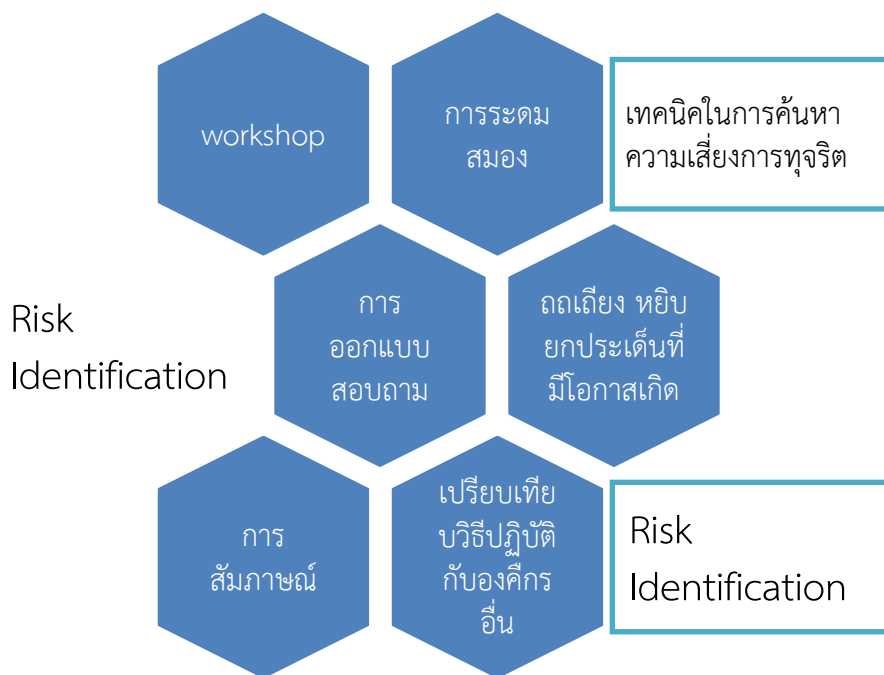 workshop
การระดม
สมอง
เทคนิคในการค้นหา
ความเสี่ยงการทุจริต
Risk
Identification
การ
ออกแบบ
สอบถาม
ถถเถียง หยิบ
ยกประเด็นที่
มีโอกาสเกิด
การ
สัมภาษณ์
เปรียบเทีย
บวิธีปฏิบัติ
กับองค์กร
อื่น
Risk
Identification